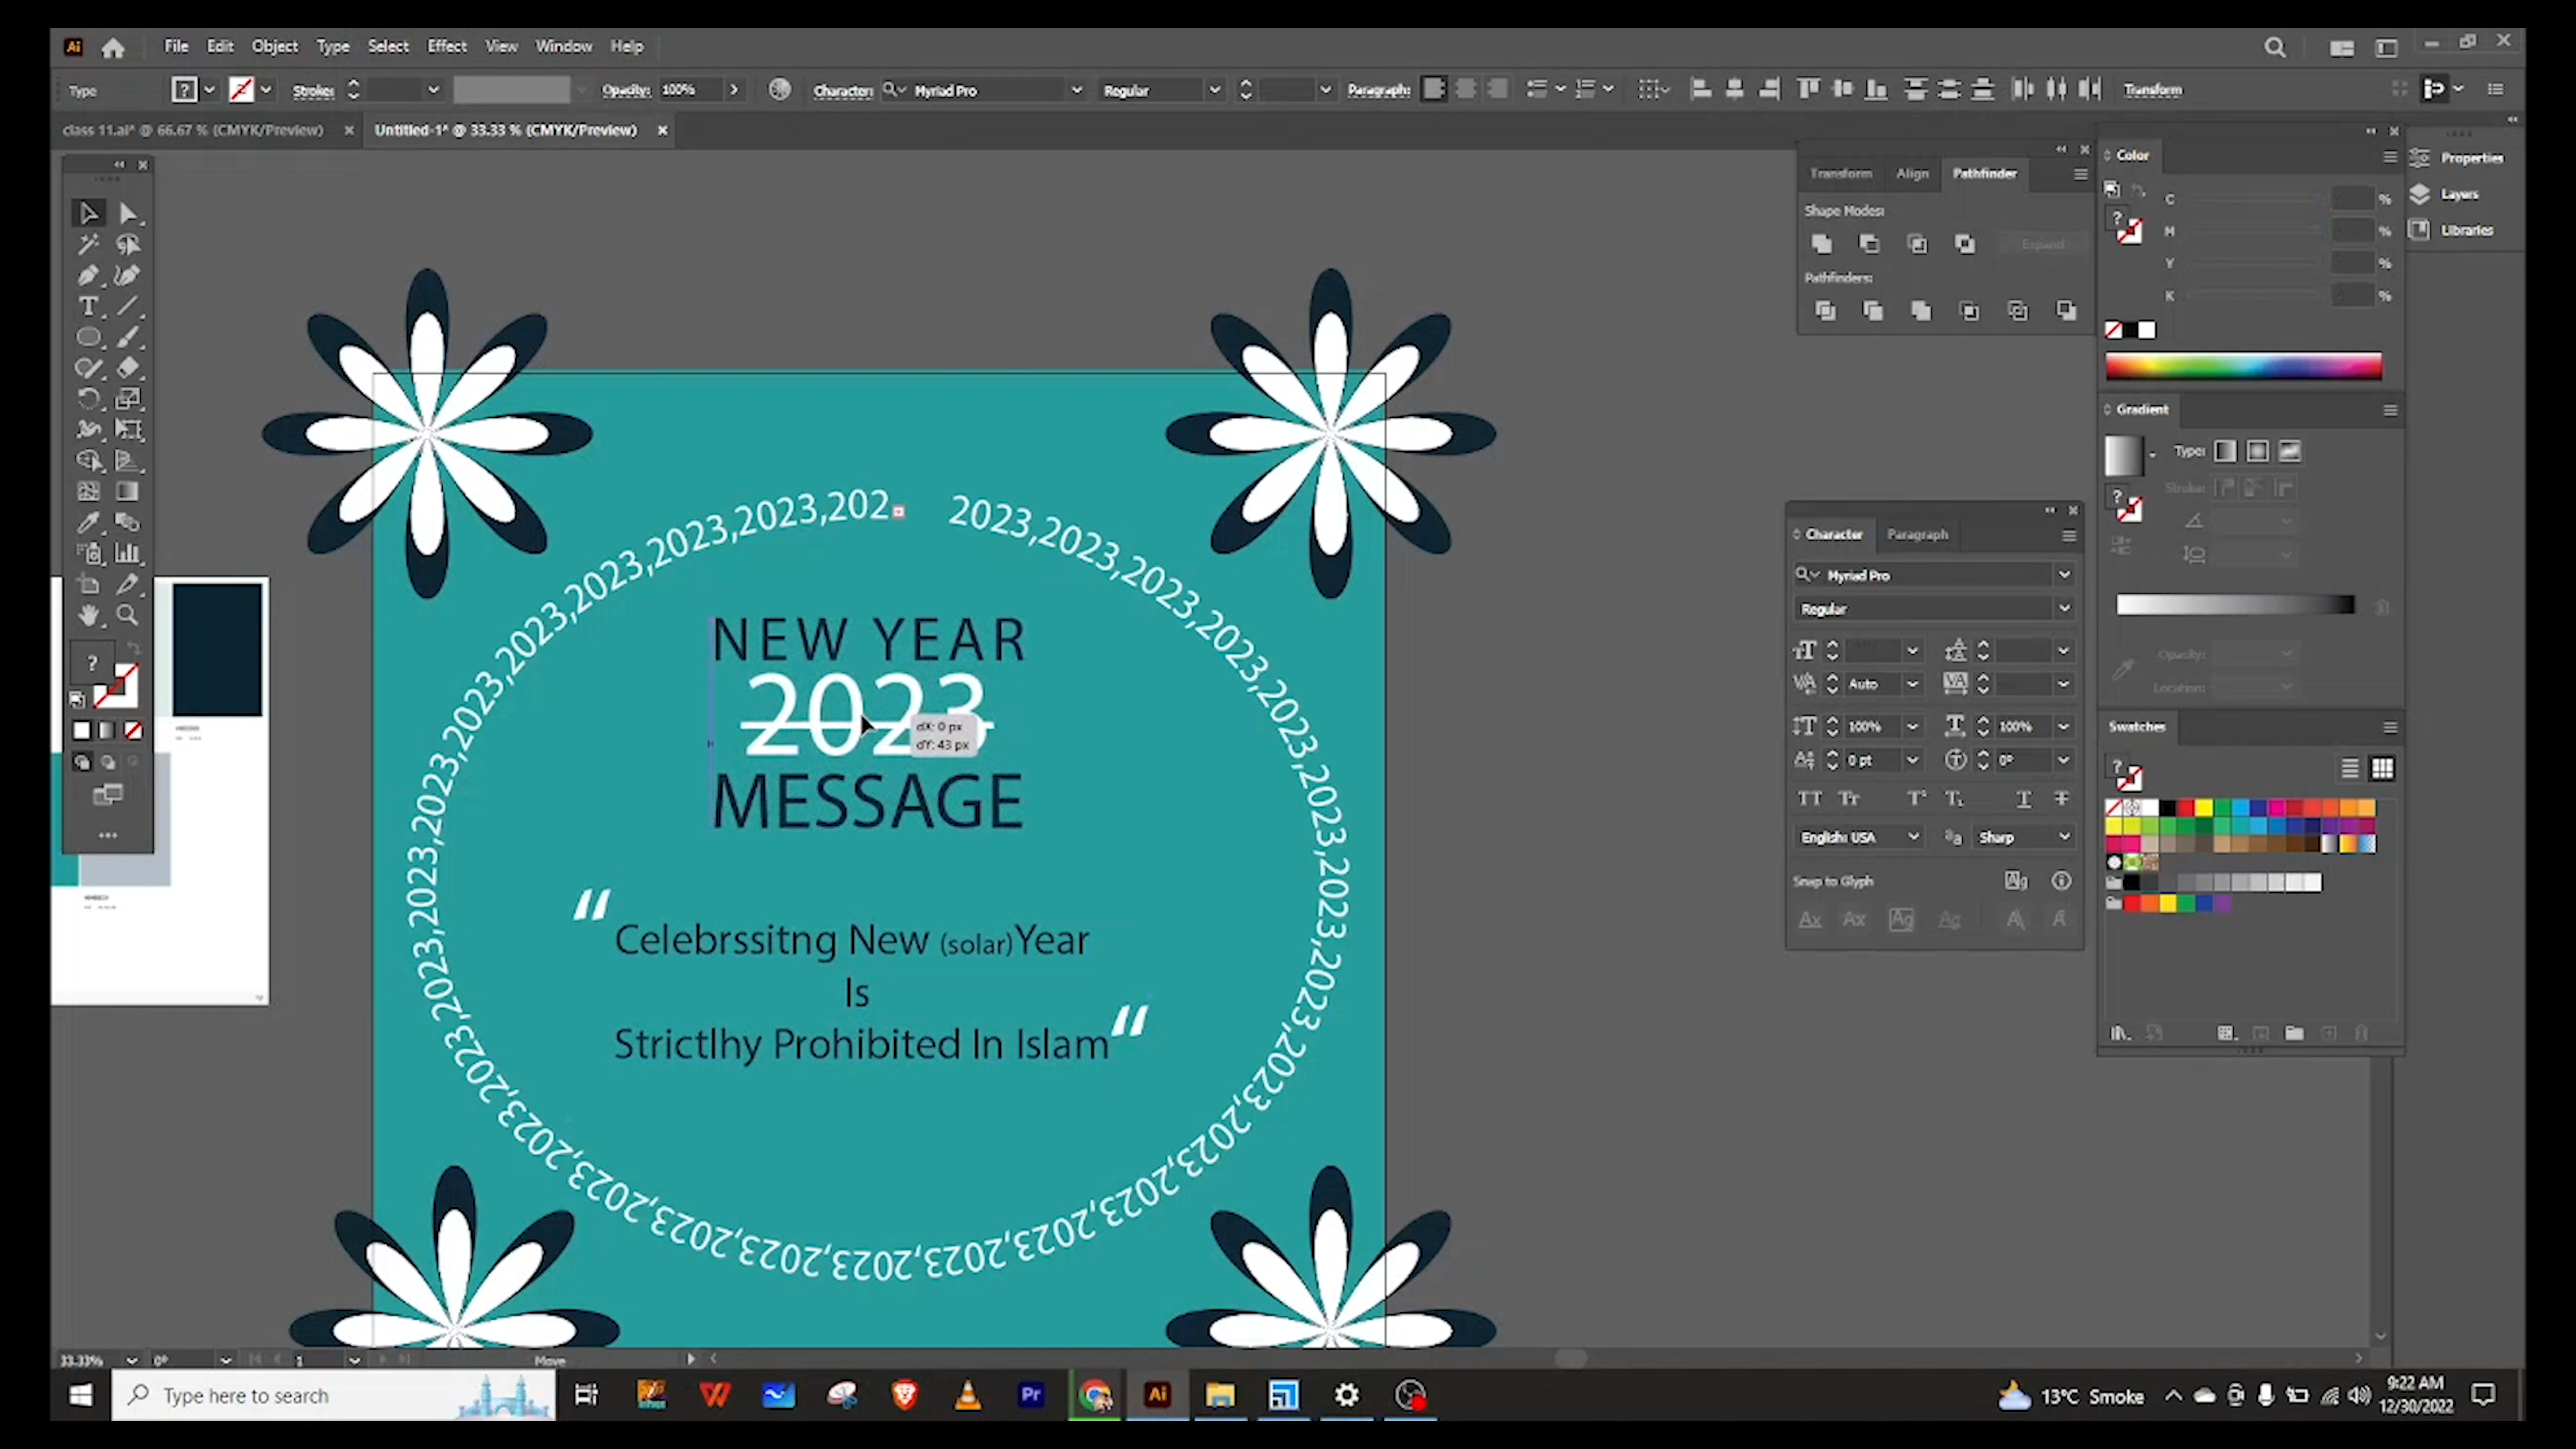 File Edit Object Type Select Effect View Window Help
Type Stroke: Opacity: 100% Character: Myriad Pro Regular Paragraph: Transform
class 11.ai* @ 66.67 % (CMYK/Preview) × Untitled-1* @ 33.33 % (CMYK/Preview) ×
Transform Align Pathfinder
Shape Modes:
Expand
Pathfinders:
Color
C %
M %
Y %
K %
Properties
Layers
Libraries
Gradient
Type:
Stroke:
Opacity:
Location:
Swatches
Character Paragraph
Myriad Pro
Regular
Auto
100% 100%
0 pt 0°
English: USA Sharp
Snap to Glyph
2023,2023,2023,2023,2023,2023,2023,2023,2023,2023,2023,2023,2023,2023,2023,2023,2023,2023,2023,2023,2023,2023,2023,2023,2023,2023,202
NEW YEAR
2023
dX: 0 px
dY: 43 px
MESSAGE
“
Celebrssitng New (solar)Year
Is
Strictlhy Prohibited In Islam
“
33.33% 0° 1 Move
Type here to search
Pr Ai
13°C Smoke
9:22 AM
12/30/2022